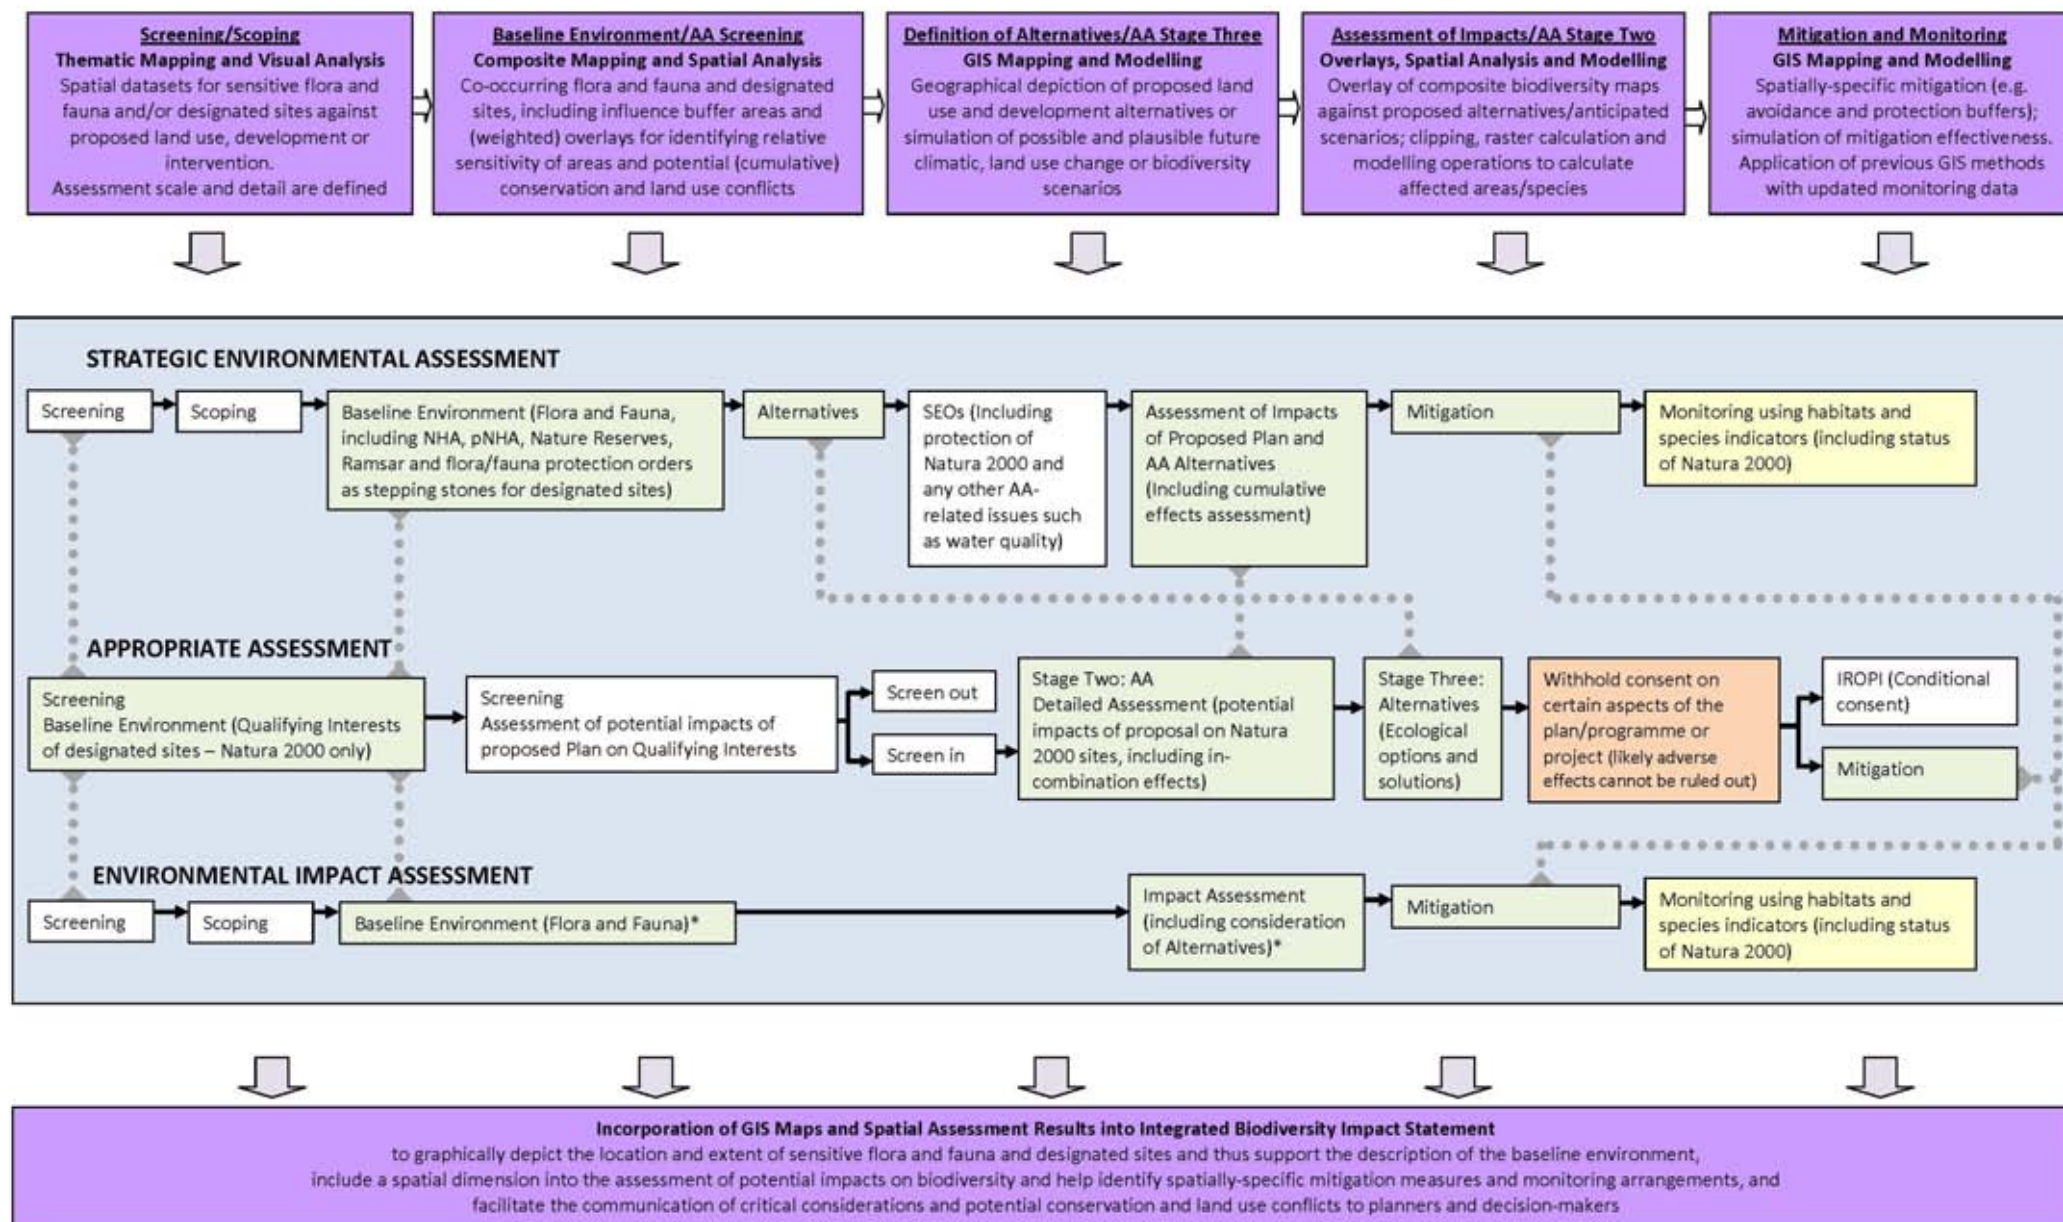 Screening/Scoping
Thematic Mapping and Visual Analysis
Spatial datasets for sensitive flora and
fauna and/or designated sites against
proposed land use, development or
intervention.
Assessment scale and detail are defined
Baseline Environment/AA Screening
Composite Mapping and Spatial Analysis
Co-occurring flora and fauna and designated
sites, including influence buffer areas and
(weighted) overlays for identifying relative
sensitivity of areas and potential (cumulative)
conservation and land use conflicts
Definition of Alternatives/AA Stage Three
GIS Mapping and Modelling
Geographical depiction of proposed land
use and development alternatives or
simulation of possible and plausible future
climatic, land use change or biodiversity
scenarios
Assessment of Impacts/AA Stage Two
Overlays, Spatial Analysis and Modelling
Overlay of composite biodiversity maps
against proposed alternatives/anticipated
scenarios; clipping, raster calculation and
modelling operations to calculate
affected areas/species
Mitigation and Monitoring
GIS Mapping and Modelling
Spatially-specific mitigation (e.g.
avoidance and protection buffers);
simulation of mitigation effectiveness.
Application of previous GIS methods
with updated monitoring data
STRATEGIC ENVIRONMENTAL ASSESSMENT
Screening
Scoping
Baseline Environment (Flora and Fauna,
including NHA, pNHA, Nature Reserves,
Ramsar and flora/fauna protection orders
as stepping stones for designated sites)
Alternatives
SEOs (Including
protection of
Natura 2000 and
any other AA-
related issues such
as water quality)
Assessment of Impacts
of Proposed Plan and
AA Alternatives
(Including cumulative
effects assessment)
Mitigation
Monitoring using habitats and
species indicators (including status
of Natura 2000)
APPROPRIATE ASSESSMENT
Screening
Baseline Environment (Qualifying Interests
of designated sites – Natura 2000 only)
Screening
Assessment of potential impacts of
proposed Plan on Qualifying Interests
Screen out
Screen in
Stage Two: AA
Detailed Assessment (potential
impacts of proposal on Natura
2000 sites, including in-
combination effects)
Stage Three:
Alternatives
(Ecological
options and
solutions)
Withhold consent on
certain aspects of the
plan/programme or
project (likely adverse
effects cannot be ruled out)
IROPI (Conditional
consent)
Mitigation
ENVIRONMENTAL IMPACT ASSESSMENT
Screening
Scoping
Baseline Environment (Flora and Fauna)*
Impact Assessment
(including consideration
of Alternatives)*
Mitigation
Monitoring using habitats and
species indicators (including status
of Natura 2000)
Incorporation of GIS Maps and Spatial Assessment Results into Integrated Biodiversity Impact Statement
to graphically depict the location and extent of sensitive flora and fauna and designated sites and thus support the description of the baseline environment,
include a spatial dimension into the assessment of potential impacts on biodiversity and help identify spatially-specific mitigation measures and monitoring arrangements, and
facilitate the communication of critical considerations and potential conservation and land use conflicts to planners and decision-makers